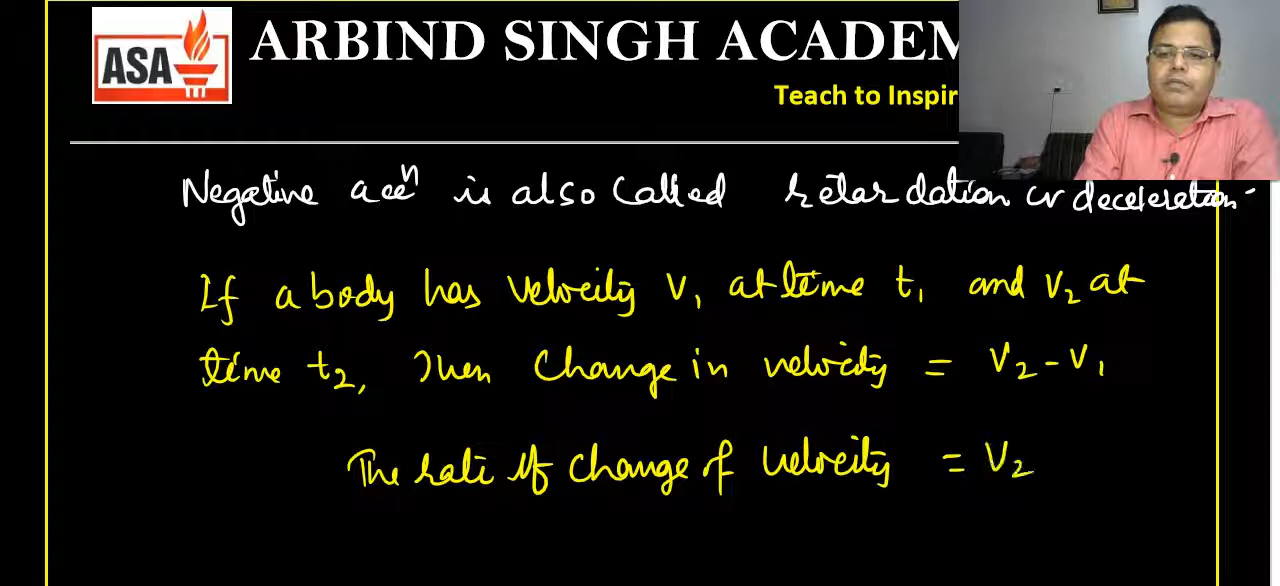 ASA
ARBIND SINGH ACADEM
Teach to Inspir
Negative acc^n is also called retardation or deceleration.
If a body has velocity v₁ at time t₁ and v₂ at
time t₂, then change in velocity = v₂ - v₁
The rate of change of velocity = v₂